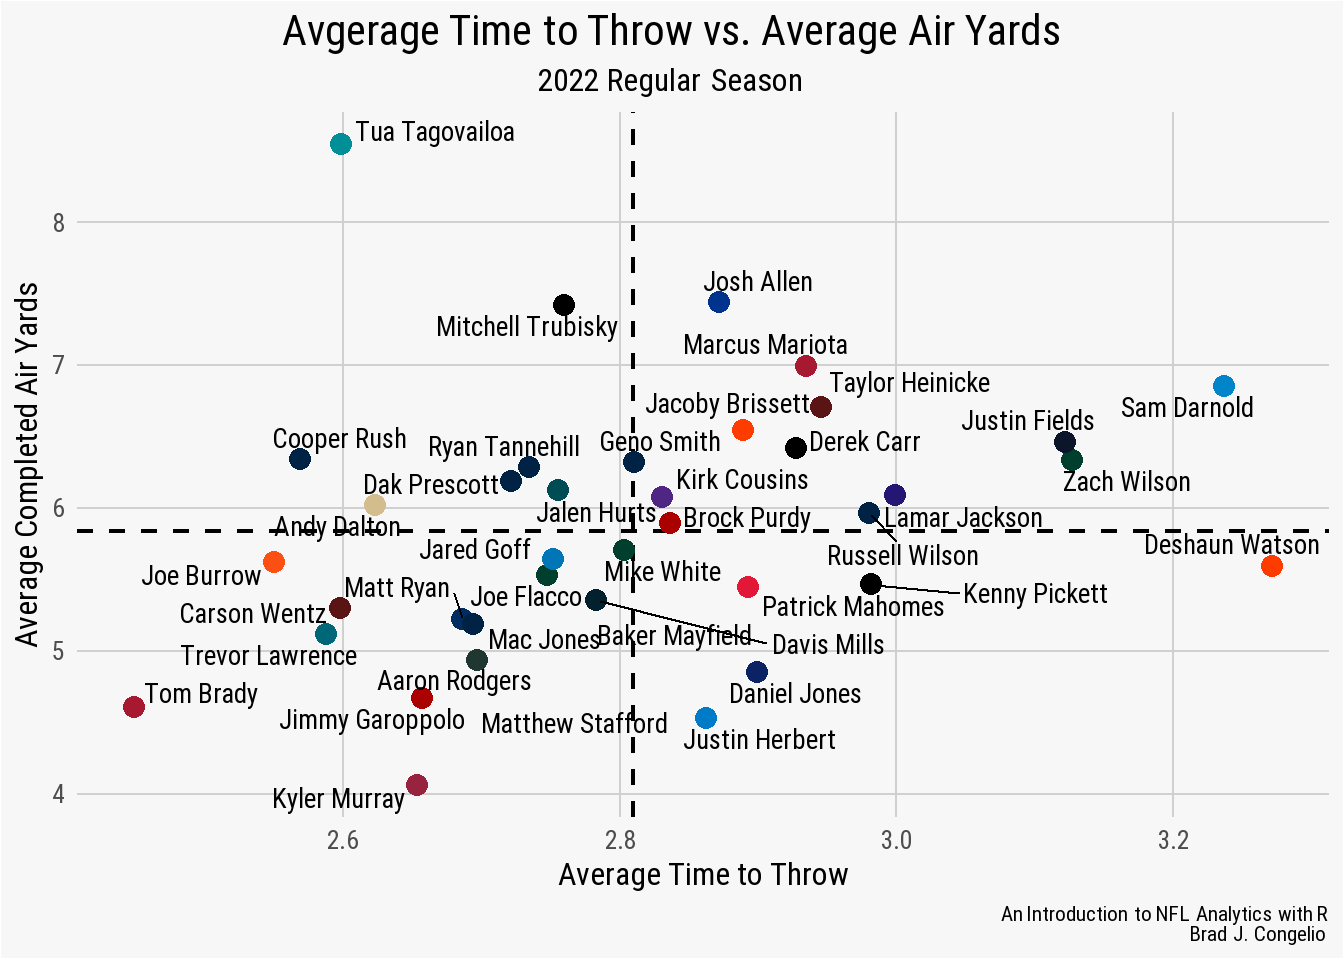 Avgerage Time to Throw vs. Average Air Yards
2022 Regular Season
Tua Tagovailoa
8
Josh Allen
Mitchell Trubisky
Marcus Mariota
7
Taylor Heinicke
Jacoby Brissett
Sam Darnold
Justin Fields
Cooper Rush
Ryan Tannehill
Geno Smith
Derek Carr
Dak Prescott
Kirk Cousins
Zach Wilson
6
Jalen Hurts
Brock Purdy
Lamar Jackson
Andy Dalton
Deshaun Watson
Jared Goff
Russell Wilson
Joe Burrow
Mike White
Matt Ryan
Joe Flacco
Kenny Pickett
Patrick Mahomes
Carson Wentz
Mac Jones
Baker Mayfield
Davis Mills
5
Trevor Lawrence
Aaron Rodgers
Tom Brady
Daniel Jones
Jimmy Garoppolo
Matthew Stafford
Justin Herbert
4
Kyler Murray
Average Completed Air Yards
2.6
2.8
3.0
3.2
Average Time to Throw
An Introduction to NFL Analytics with R
Brad J. Congelio